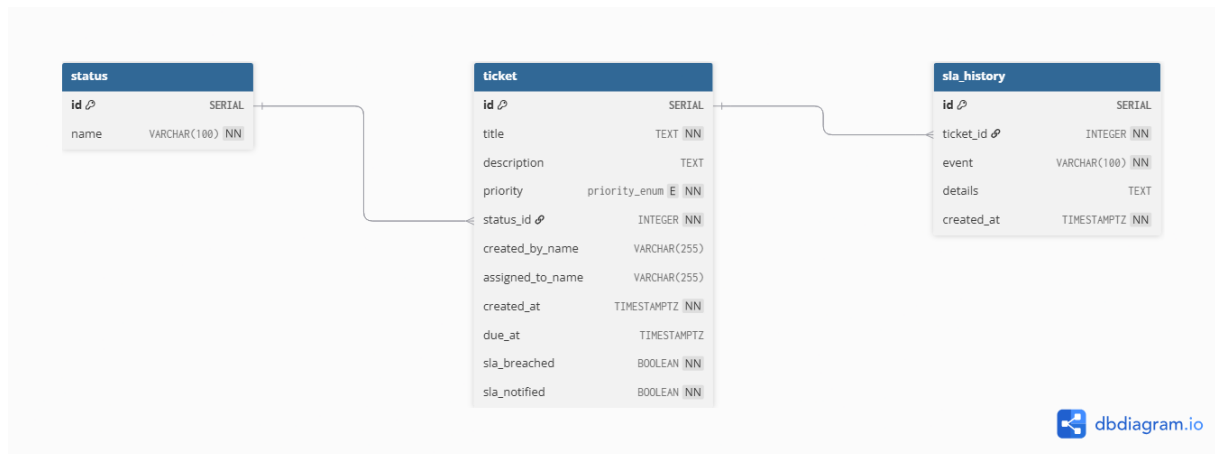 status
id SERIAL
name VARCHAR(100) NN
ticket
id SERIAL
title TEXT NN
description TEXT
priority priority_enum E NN
status_id INTEGER NN
created_by_name VARCHAR(255)
assigned_to_name VARCHAR(255)
created_at TIMESTAMPTZ NN
due_at TIMESTAMPTZ
sla_breached BOOLEAN NN
sla_notified BOOLEAN NN
sla_history
id SERIAL
ticket_id INTEGER NN
event VARCHAR(100) NN
details TEXT
created_at TIMESTAMPTZ NN
dbdiagram.io